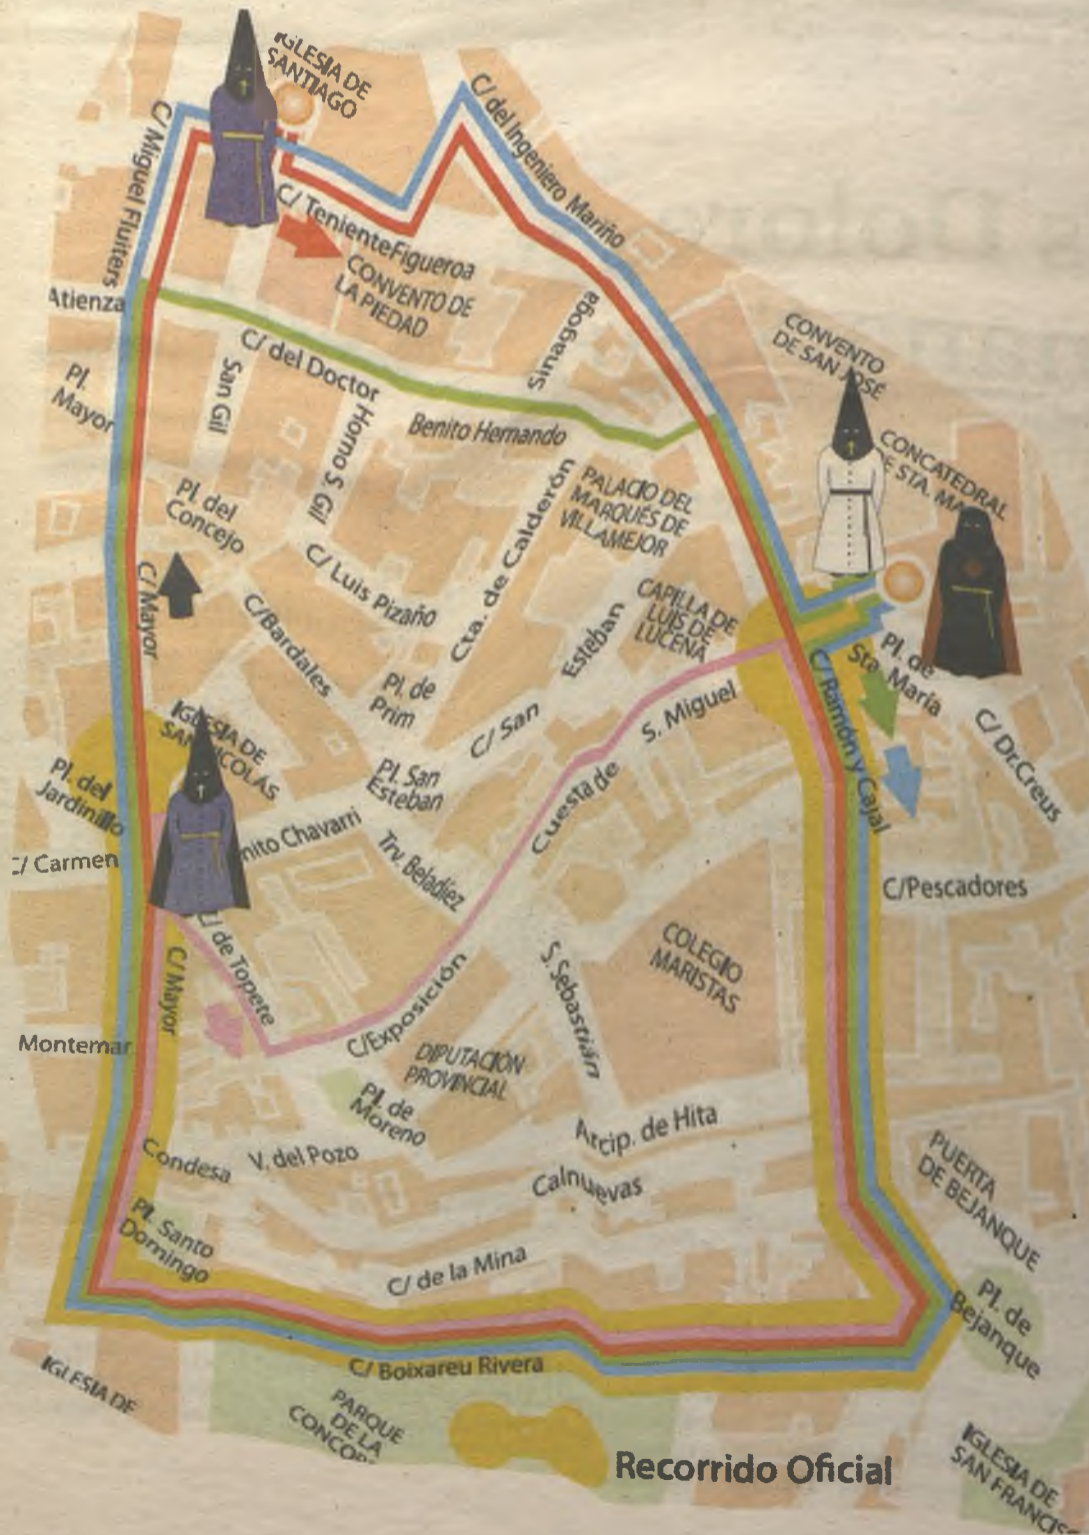 IGLESIA DE
SANTIAGO
C/ del Ingeniero Mariño
C/ Miguel Fluiters
C/ Teniente Figueroa
CONVENTO DE
LA PIEDAD
Atienza
Sinagoga
CONVENTO
DE SAN JOSÉ
C/ del Doctor
Benito Hernando
Pl.
Mayor
San Gil
Horno S. Gil
CONCATEDRAL
DE STA. MA
PALACIO DEL
MARQUÉS DE
VILLAMEJOR
Pl. del
Concejo
Cta. de Calderón
C/ Luis Pizaño
C/ Mayor
C/Bardales
CAPILLA DE
LUIS DE
LUCENA
Esteban
C/ San
Pl. de
Prim
Pl. de
Sta. María
S. Miguel
Cuesta de
C/ Ramón y Cajal
C/ Dr.Creus
IGLESIA DE
SAN NICOLÁS
Pl. San
Esteban
Pl. del
Jardinillo
nito Chavarri
Trv. Beladíez
C/ Carmen
C/Pescadores
C/ de Topete
C/ Mayor
COLEGIO
MARISTAS
S. Sebastián
C/Exposición
Montemar
DIPUTACIÓN
PROVINCIAL
Pl. de
Moreno
Arcip. de Hita
Condesa
V. del Pozo
Calnuevas
PUERTA
DE BEJANQUE
Pl. Santo
Domingo
C/ de la Mina
Pl. de
Bejanque
C/ Boixareu Rivera
IGLESIA DE
PARQUE
DE LA
CONCOR
Recorrido Oficial
IGLESIA DE
SAN FRANCIS